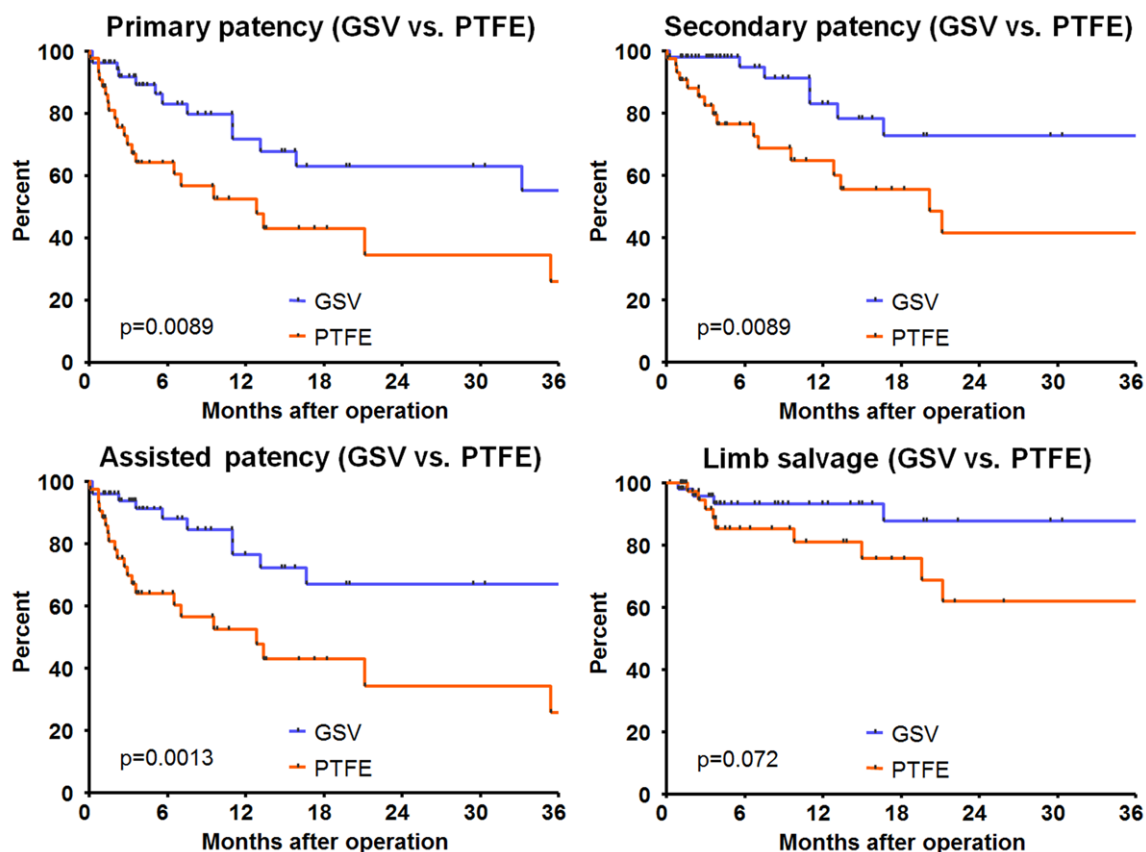 Primary patency (GSV vs. PTFE)
Percent
100
80
60
40
20
0
GSV
PTFE
p=0.0089
0 6 12 18 24 30 36
Months after operation
Secondary patency (GSV vs. PTFE)
Percent
100
80
60
40
20
0
GSV
PTFE
p=0.0089
0 6 12 18 24 30 36
Months after operation
Assisted patency (GSV vs. PTFE)
Percent
100
80
60
40
20
0
GSV
PTFE
p=0.0013
0 6 12 18 24 30 36
Months after operation
Limb salvage (GSV vs. PTFE)
Percent
100
80
60
40
20
0
GSV
PTFE
p=0.072
0 6 12 18 24 30 36
Months after operation